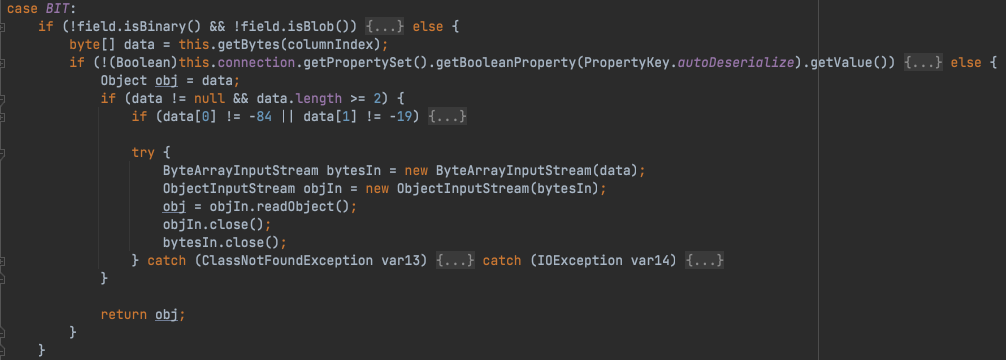 case BIT:
if (!field.isBinary() && !field.isBlob()) {...} else {
byte[] data = this.getBytes(columnIndex);
if (!(Boolean)this.connection.getPropertySet().getBooleanProperty(PropertyKey.autoDeserialize).getValue()) {...} else {
Object obj = data;
if (data != null && data.length >= 2) {
if (data[0] != -84 || data[1] != -19) {...}
try {
ByteArrayInputStream bytesIn = new ByteArrayInputStream(data);
ObjectInputStream objIn = new ObjectInputStream(bytesIn);
obj = objIn.readObject();
objIn.close();
bytesIn.close();
} catch (ClassNotFoundException var13) {...} catch (IOException var14) {...}
}
return obj;
}
}